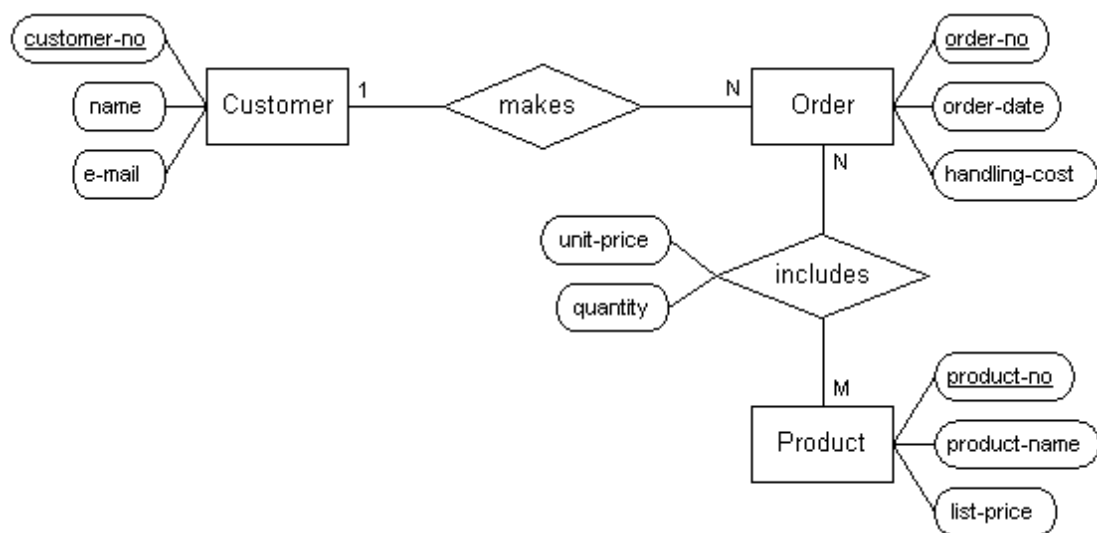 customer-no
name
e-mail
Customer
1
makes
N
Order
order-no
order-date
handling-cost
N
unit-price
quantity
includes
M
Product
product-no
product-name
list-price